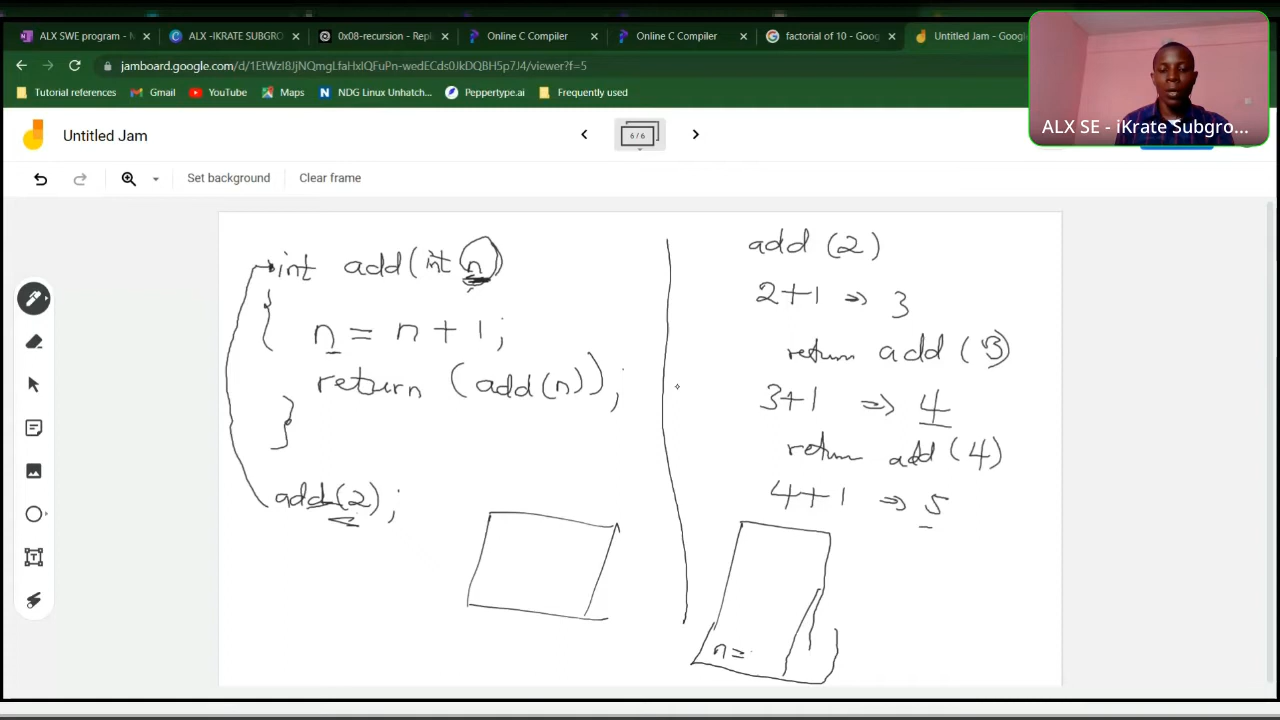 ALX SWE program - N
ALX -IKRATE SUBGRO
0x08-recursion - Repl
Online C Compiler
Online C Compiler
factorial of 10 - Goog
Untitled Jam - Google
jamboard.google.com/d/1EtWzI8JjNQmgLfaHxIQFuPn-wedECds0JkDQBH5p7J4/viewer?f=5
Tutorial references
Gmail
YouTube
Maps
NDG Linux Unhatch...
Peppertype.ai
Frequently used
ALX SE - iKrate Subgro...
Untitled Jam
6 / 6
Set background
Clear frame
int add(int n)
{
n = n + 1;
return (add(n));
}
add(2);
add (2)
2+1 => 3
return add (3)
3+1 => 4
return add (4)
4+1 => 5
n =